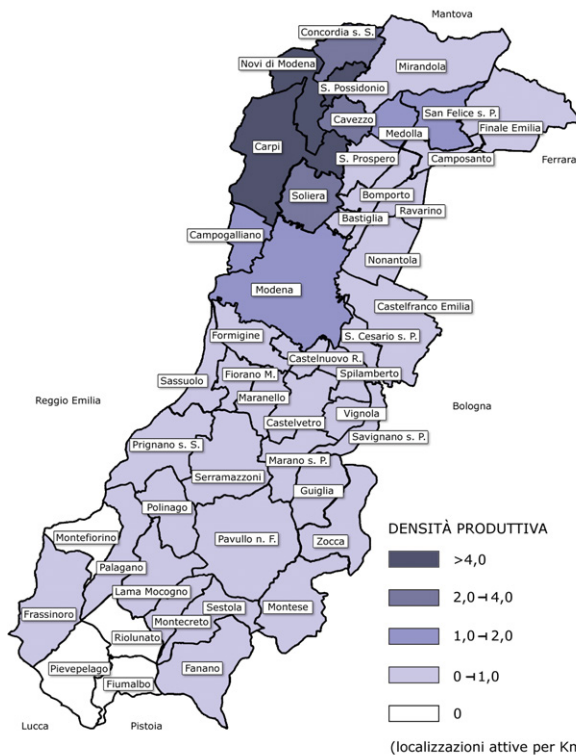 Mantova
Concordia s. S.
Novi di Modena
Mirandola
S. Possidonio
Cavezzo
San Felice s. P.
Medolla
Finale Emilia
Carpi
S. Prospero
Camposanto
Ferrara
Soliera
Bomporto
Ravarino
Bastiglia
Campogalliano
Nonantola
Modena
Castelfranco Emilia
Formigine
S. Cesario s. P.
Castelnuovo R.
Sassuolo
Fiorano M.
Spilamberto
Reggio Emilia
Maranello
Bologna
Vignola
Castelvetro
Savignano s. P.
Prignano s. S.
Marano s. P.
Serramazzoni
Guiglia
Polinago
Montefiorino
Pavullo n. F.
Zocca
Palagano
Lama Mocogno
Frassinoro
Sestola
Montese
Montecreto
Riolunato
Pievepelago
Fanano
Fiumalbo
Lucca
Pistoia
DENSITÀ PRODUTTIVA
>4,0
2,0⊣4,0
1,0⊣2,0
0⊣1,0
0
(localizzazioni attive per Km